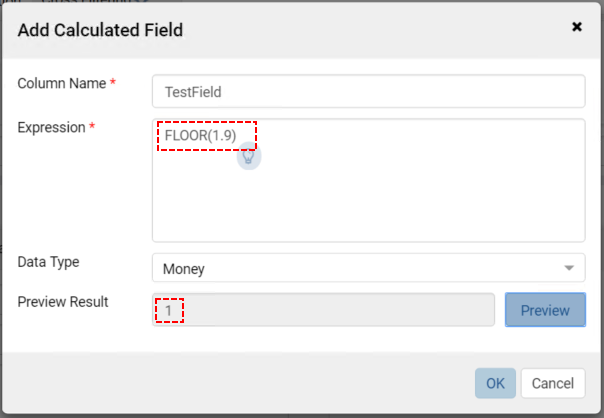 Add Calculated Field
Column Name *
TestField
Expression *
FLOOR(1.9)
Data Type
Money
Preview Result
1
Preview
OK
Cancel